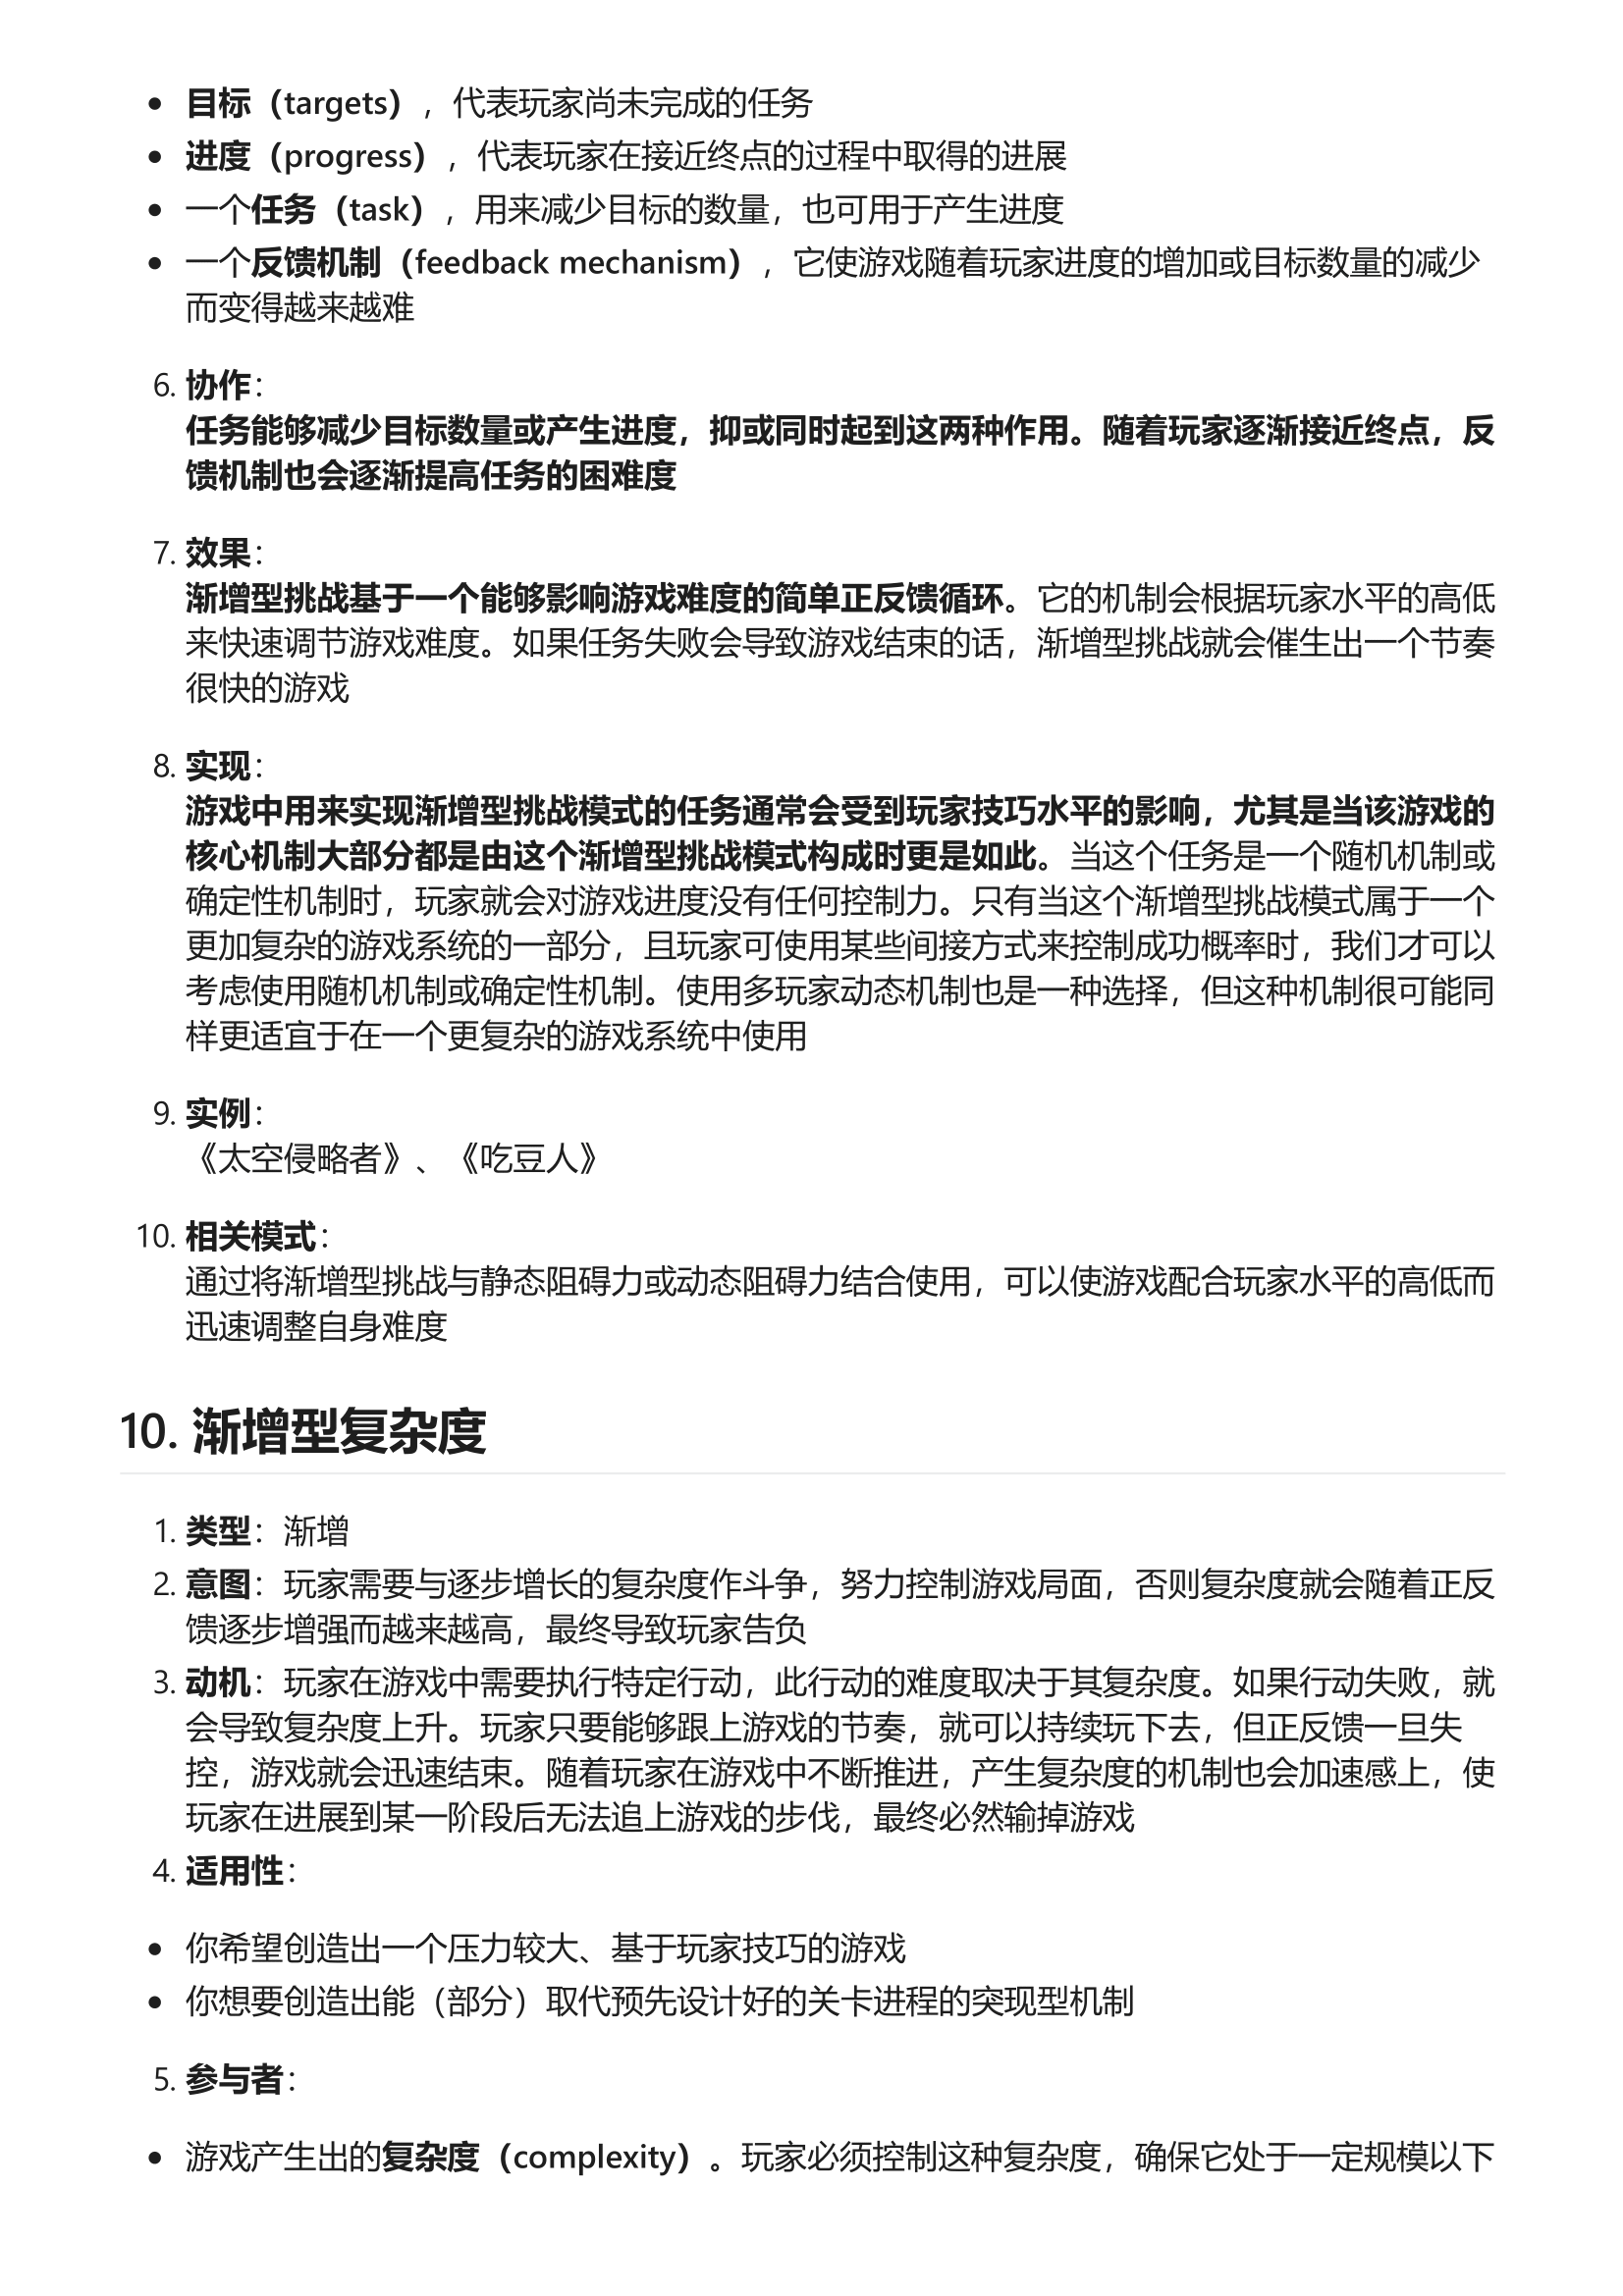 • 目标（targets），代表玩家尚未完成的任务
• 进度（progress），代表玩家在接近终点的过程中取得的进展
• 一个任务（task），用来减少目标的数量，也可用于产生进度
• 一个反馈机制（feedback mechanism），它使游戏随着玩家进度的增加或目标数量的减少
而变得越来越难
6. 协作：
任务能够减少目标数量或产生进度，抑或同时起到这两种作用。随着玩家逐渐接近终点，反
馈机制也会逐渐提高任务的困难度
7. 效果：
渐增型挑战基于一个能够影响游戏难度的简单正反馈循环。它的机制会根据玩家水平的高低
来快速调节游戏难度。如果任务失败会导致游戏结束的话，渐增型挑战就会催生出一个节奏
很快的游戏
8. 实现：
游戏中用来实现渐增型挑战模式的任务通常会受到玩家技巧水平的影响，尤其是当该游戏的
核心机制大部分都是由这个渐增型挑战模式构成时更是如此。当这个任务是一个随机机制或
确定性机制时，玩家就会对游戏进度没有任何控制力。只有当这个渐增型挑战模式属于一个
更加复杂的游戏系统的一部分，且玩家可使用某些间接方式来控制成功概率时，我们才可以
考虑使用随机机制或确定性机制。使用多玩家动态机制也是一种选择，但这种机制很可能同
样更适宜于在一个更复杂的游戏系统中使用
9. 实例：
《太空侵略者》、《吃豆人》
10. 相关模式：
通过将渐增型挑战与静态阻碍力或动态阻碍力结合使用，可以使游戏配合玩家水平的高低而
迅速调整自身难度
10. 渐增型复杂度
1. 类型：渐增
2. 意图：玩家需要与逐步增长的复杂度作斗争，努力控制游戏局面，否则复杂度就会随着正反
馈逐步增强而越来越高，最终导致玩家告负
3. 动机：玩家在游戏中需要执行特定行动，此行动的难度取决于其复杂度。如果行动失败，就
会导致复杂度上升。玩家只要能够跟上游戏的节奏，就可以持续玩下去，但正反馈一旦失
控，游戏就会迅速结束。随着玩家在游戏中不断推进，产生复杂度的机制也会加速感上，使
玩家在进展到某一阶段后无法追上游戏的步伐，最终必然输掉游戏
4. 适用性：
• 你希望创造出一个压力较大、基于玩家技巧的游戏
• 你想要创造出能（部分）取代预先设计好的关卡进程的突现型机制
5. 参与者：
• 游戏产生出的复杂度（complexity）。玩家必须控制这种复杂度，确保它处于一定规模以下